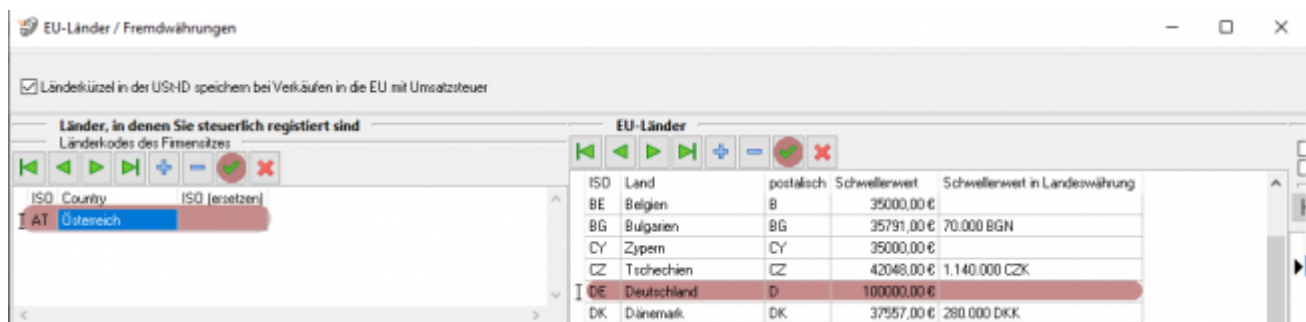 EU-Länder / Fremdwährungen
Länderkürzel in der USt-ID speichern bei Verkäufen in die EU mit Umsatzsteuer
Länder, in denen Sie steuerlich registiert sind
Länderkodes des Firmensitzes
ISO Country ISO (ersetzen)
AT Österreich
EU-Länder
ISO Land postalisch Schwellerwert Schwellerwert in Landeswährung
BE Belgien B 35000,00 €
BG Bulgarien BG 35791,00 € 70.000 BGN
CY Zypern CY 35000,00 €
CZ Tschechien CZ 42048,00 € 1.140.000 CZK
DE Deutschland D 100000,00 €
DK Dänemark DK 37557,00 € 280.000 DKK